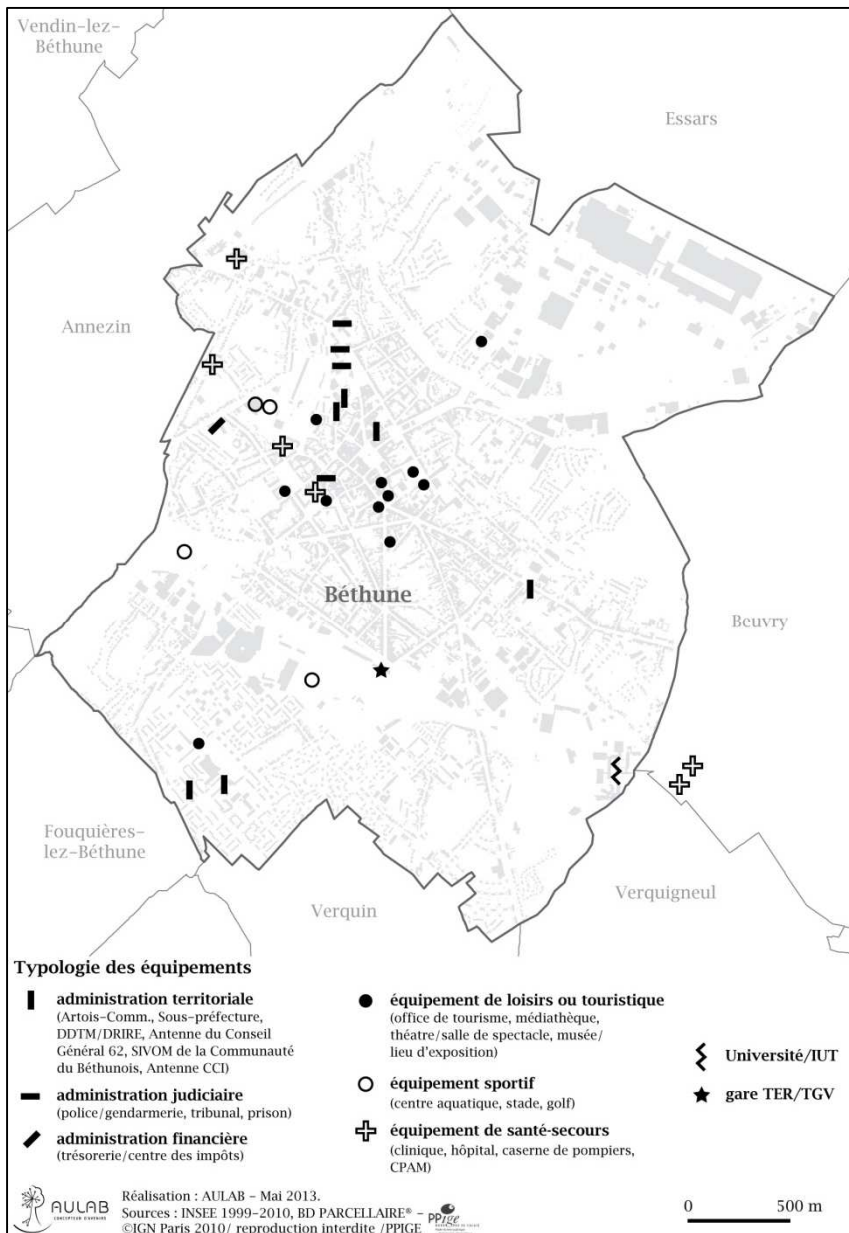 Vendin-lez-
Béthune
Essars
Annezin
Béthune
Beuvry
Fouquières-
lez-Béthune
Verquin
Verquigneul
Typologie des équipements
administration territoriale
(Artois-Comm., Sous-préfecture,
DDTM/DRIRE, Antenne du Conseil
Général 62, SIVOM de la Communauté
du Béthunois, Antenne CCI)
administration judiciaire
(police/gendarmerie, tribunal, prison)
administration financière
(trésorerie/centre des impôts)
équipement de loisirs ou touristique
(office de tourisme, médiathèque,
théatre/salle de spectacle, musée/
lieu d'exposition)
équipement sportif
(centre aquatique, stade, golf)
équipement de santé-secours
(clinique, hôpital, caserne de pompiers,
CPAM)
Université/IUT
gare TER/TGV
AULAB
CONCEPTEUR D'AVENIRS
Réalisation : AULAB - Mai 2013.
Sources : INSEE 1999-2010, BD PARCELLAIRE® -
©IGN Paris 2010/ reproduction interdite /PPIGE
PPige
0 500 m